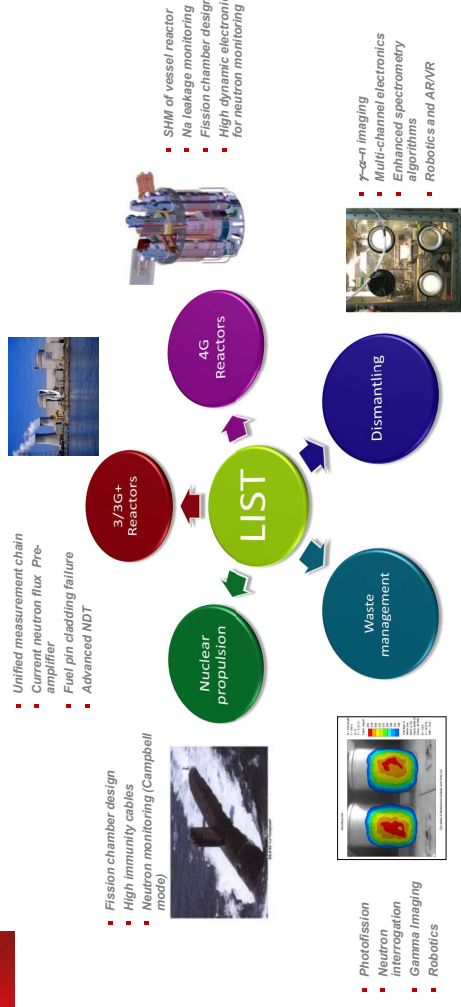 Unified measurement chain
Current neutron flux Pre-
amplifier
Fuel pin cladding failure
Advanced NDT
SHM of vessel reactor
Na leakage monitoring
Fission chamber design
High dynamic electronic
for neutron monitoring
Fission chamber design
High immunity cables
Neutron monitoring (Campbell
mode)
3/3G+
Reactors
4G
Reactors
Nuclear
propulsion
LIST
Waste
management
Dismantling
Photofission
Neutron
interrogation
Gamma Imaging
Robotics
γ-α-n imaging
Multi-channel electronics
Enhanced spectrometry
algorithms
Robotics and AR/VR